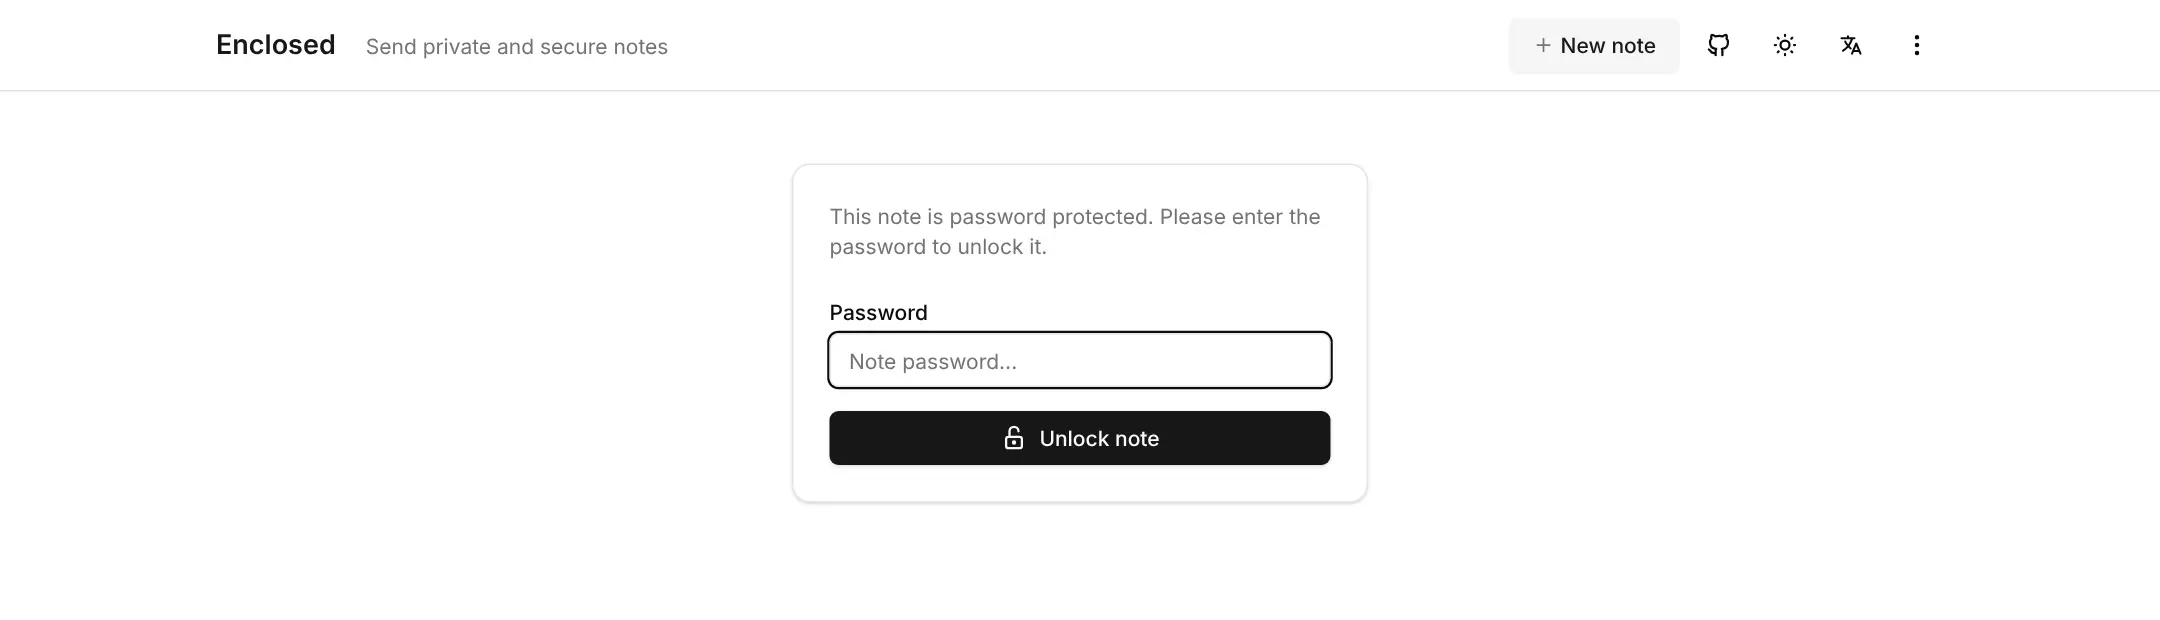 Enclosed
Send private and secure notes
+ New note
This note is password protected. Please enter the
password to unlock it.
Password
Note password...
Unlock note